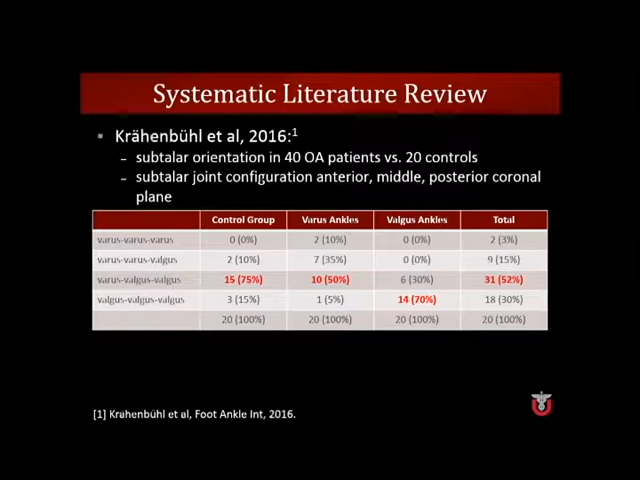 Systematic Literature Review
▪ Krähenbühl et al, 2016:1
– subtalar orientation in 40 OA patients vs. 20 controls
– subtalar joint configuration anterior, middle, posterior coronal
plane
Control Group Varus Ankles Valgus Ankles Total
varus-varus-varus 0 (0%) 2 (10%) 0 (0%) 2 (3%)
varus-varus-valgus 2 (10%) 7 (35%) 0 (0%) 9 (15%)
varus-valgus-valgus 15 (75%) 10 (50%) 6 (30%) 31 (52%)
valgus-valgus-valgus 3 (15%) 1 (5%) 14 (70%) 18 (30%)
20 (100%) 20 (100%) 20 (100%) 20 (100%)
[1] Krahenbühl et al, Foot Ankle Int, 2016.